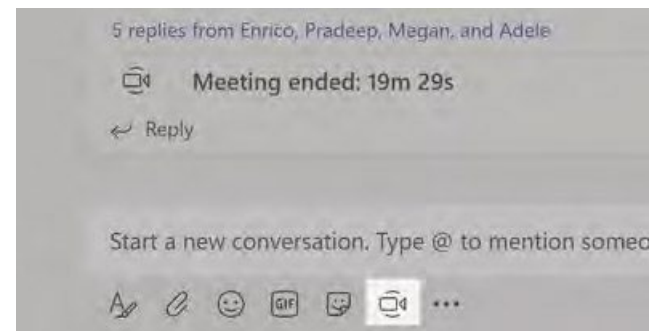 5 replies from Enrico, Pradeep, Megan, and Adele
Meeting ended: 19m 29s
Reply
Start a new conversation. Type @ to mention someo
GIF